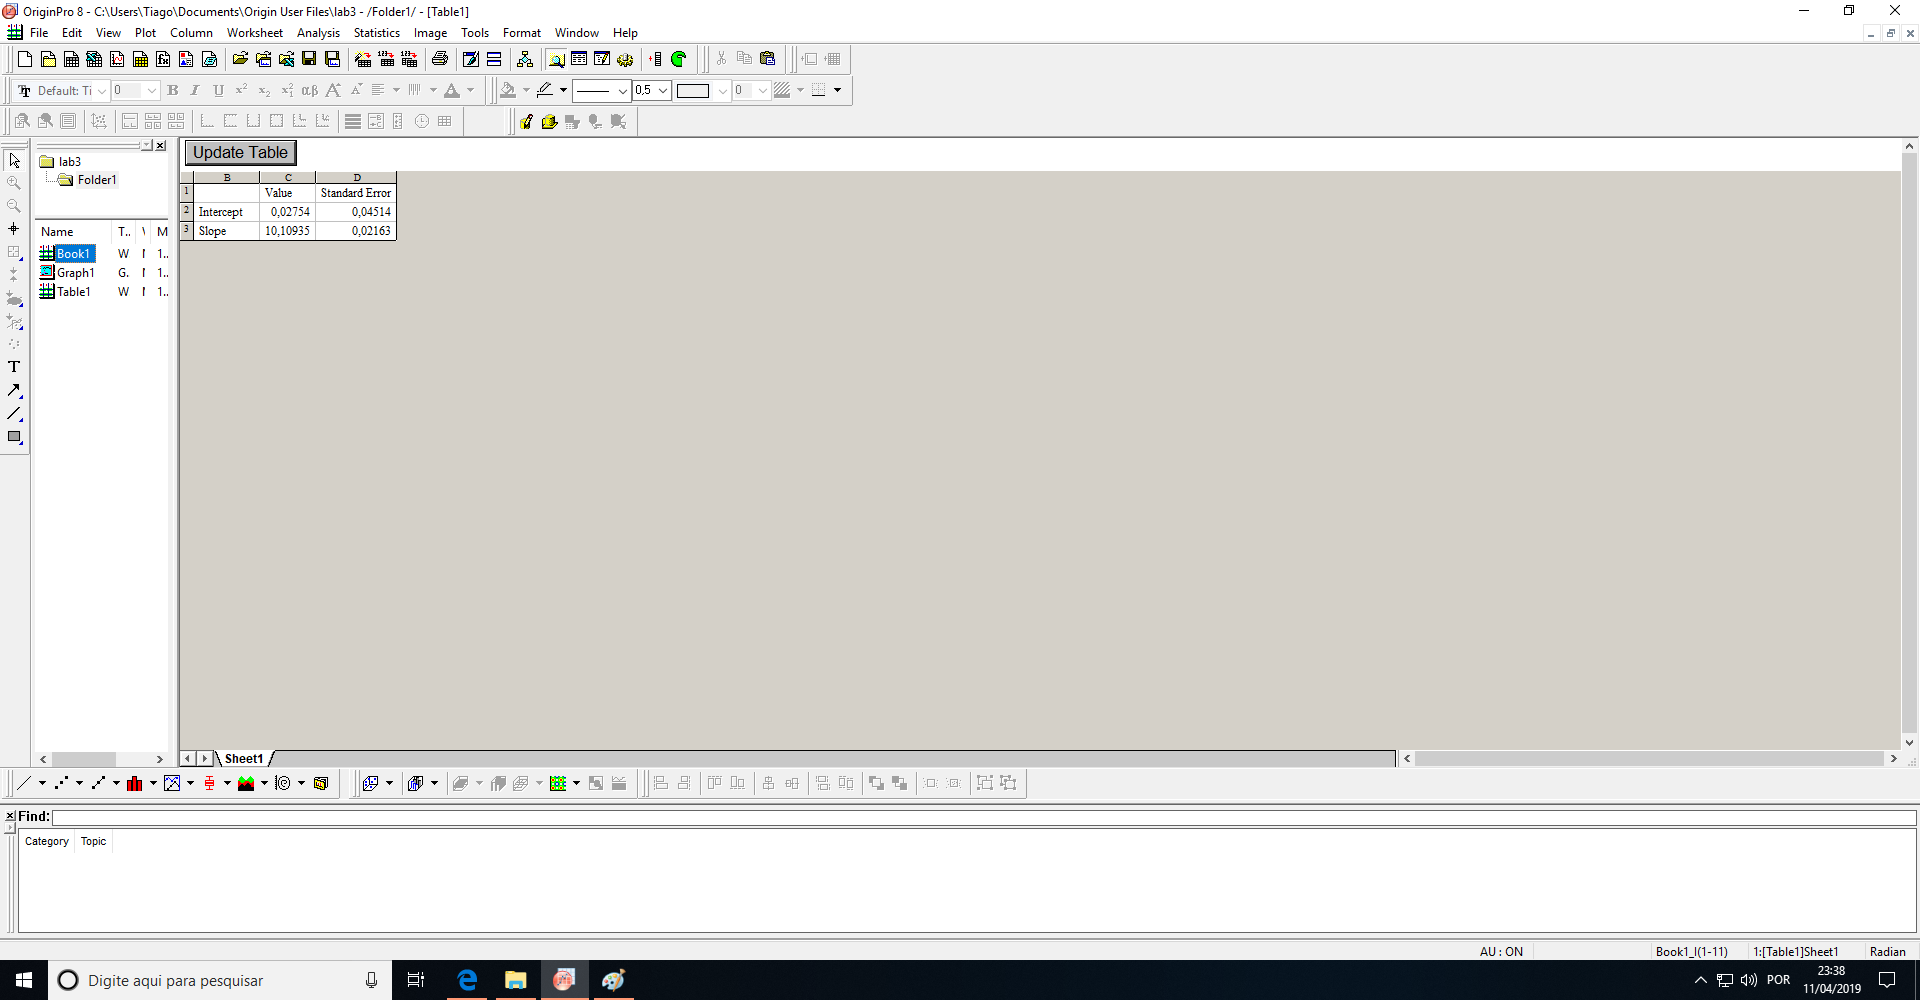 OriginPro 8 - C:\Users\Tiago\Documents\Origin User Files\lab3 - /Folder1/ - [Table1]
File Edit View Plot Column Worksheet Analysis Statistics Image Tools Format Window Help
Default: Ti 0 B I U x² x₂ αβ A A A 0,5 0
Update Table
lab3
Folder1
B C D
1 Value Standard Error
2 Intercept 0,02754 0,04514
3 Slope 10,10935 0,02163
Name T.. M
Book1 W 1..
Graph1 G. 1..
Table1 W 1..
T
Sheet1
Find:
Category Topic
AU : ON Book1_I(1-11) 1:[Table1]Sheet1 Radian
Digite aqui para pesquisar
POR 23:38
11/04/2019